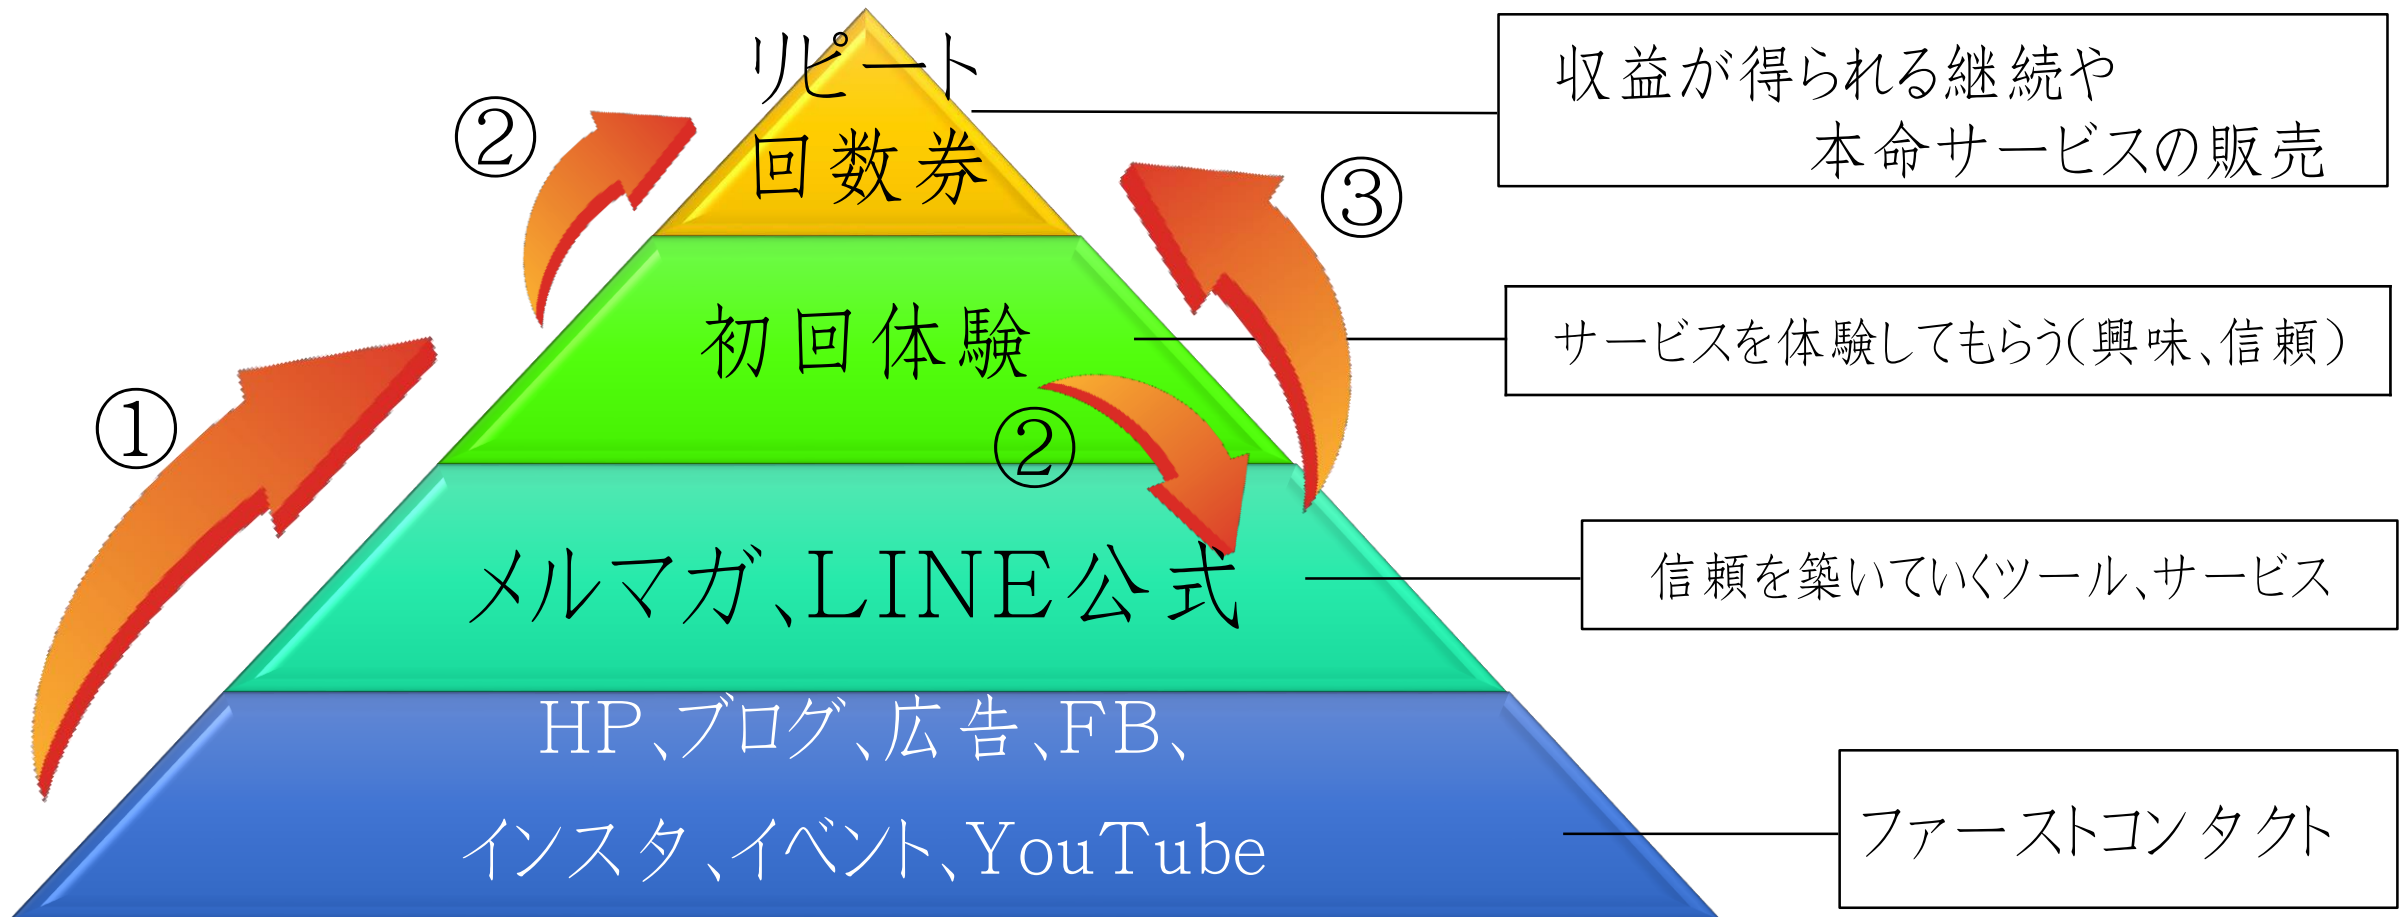 リピート
回数券
収益が得られる継続や
本命サービスの販売
②
③
初回体験
サービスを体験してもらう(興味、信頼)
①
②
メルマガ、LINE公式
信頼を築いていくツール、サービス
HP、ブログ、広告、FB、
インスタ、イベント、YouTube
ファーストコンタクト